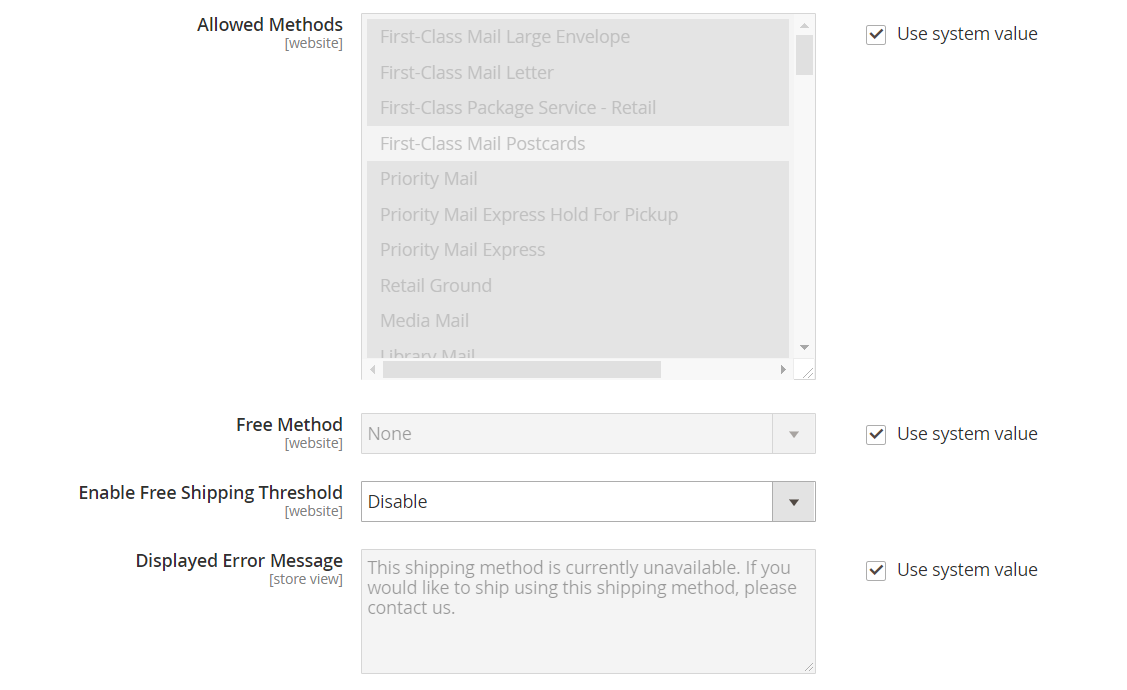 Allowed Methods
[website]
First-Class Mail Large Envelope
First-Class Mail Letter
First-Class Package Service - Retail
First-Class Mail Postcards
Priority Mail
Priority Mail Express Hold For Pickup
Priority Mail Express
Retail Ground
Media Mail
Library Mail
Use system value
Free Method
[website]
None
Use system value
Enable Free Shipping Threshold
[website]
Disable
Displayed Error Message
[store view]
This shipping method is currently unavailable. If you
would like to ship using this shipping method, please
contact us.
Use system value